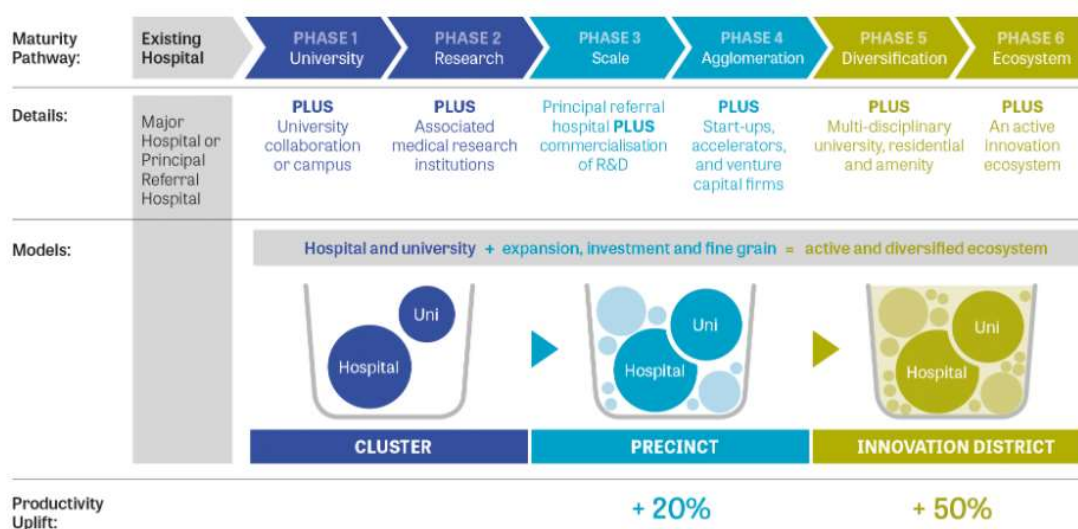 Maturity
Pathway:
Existing
Hospital
PHASE 1
University
PHASE 2
Research
PHASE 3
Scale
PHASE 4
Agglomeration
PHASE 5
Diversification
PHASE 6
Ecosystem
Details:
Major
Hospital or
Principal
Referral
Hospital
PLUS
University
collaboration
or campus
PLUS
Associated
medical research
institutions
Principal referral
hospital PLUS
commercialisation
of R&D
PLUS
Start-ups,
accelerators,
and venture
capital firms
PLUS
Multi-disciplinary
university, residential
and amenity
PLUS
An active
innovation
ecosystem
Models:
Hospital and university + expansion, investment and fine grain = active and diversified ecosystem
Uni
Hospital
Uni
Hospital
Uni
Hospital
CLUSTER
PRECINCT
INNOVATION DISTRICT
Productivity
Uplift:
+ 20%
+ 50%